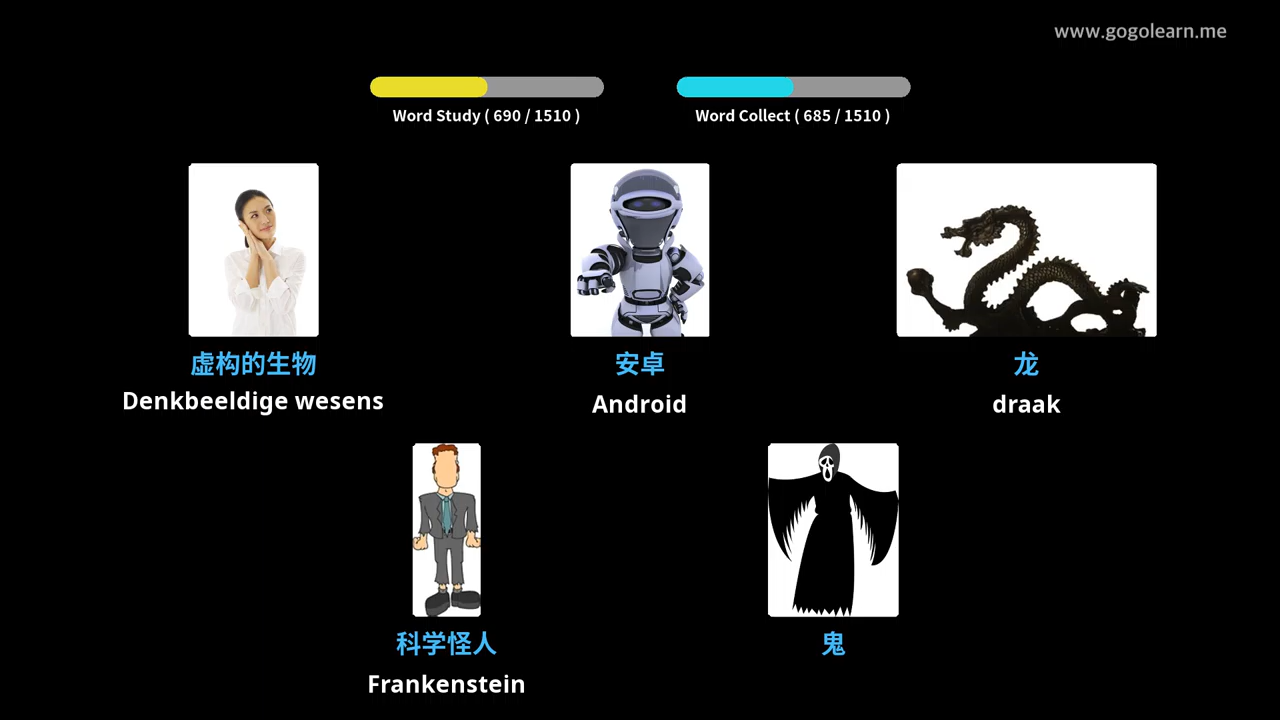 www.gogolearn.me
Word Study ( 690 / 1510 )
Word Collect ( 685 / 1510 )
虚构的生物
Denkbeeldige wesens
安卓
Android
龙
draak
科学怪人
Frankenstein
鬼